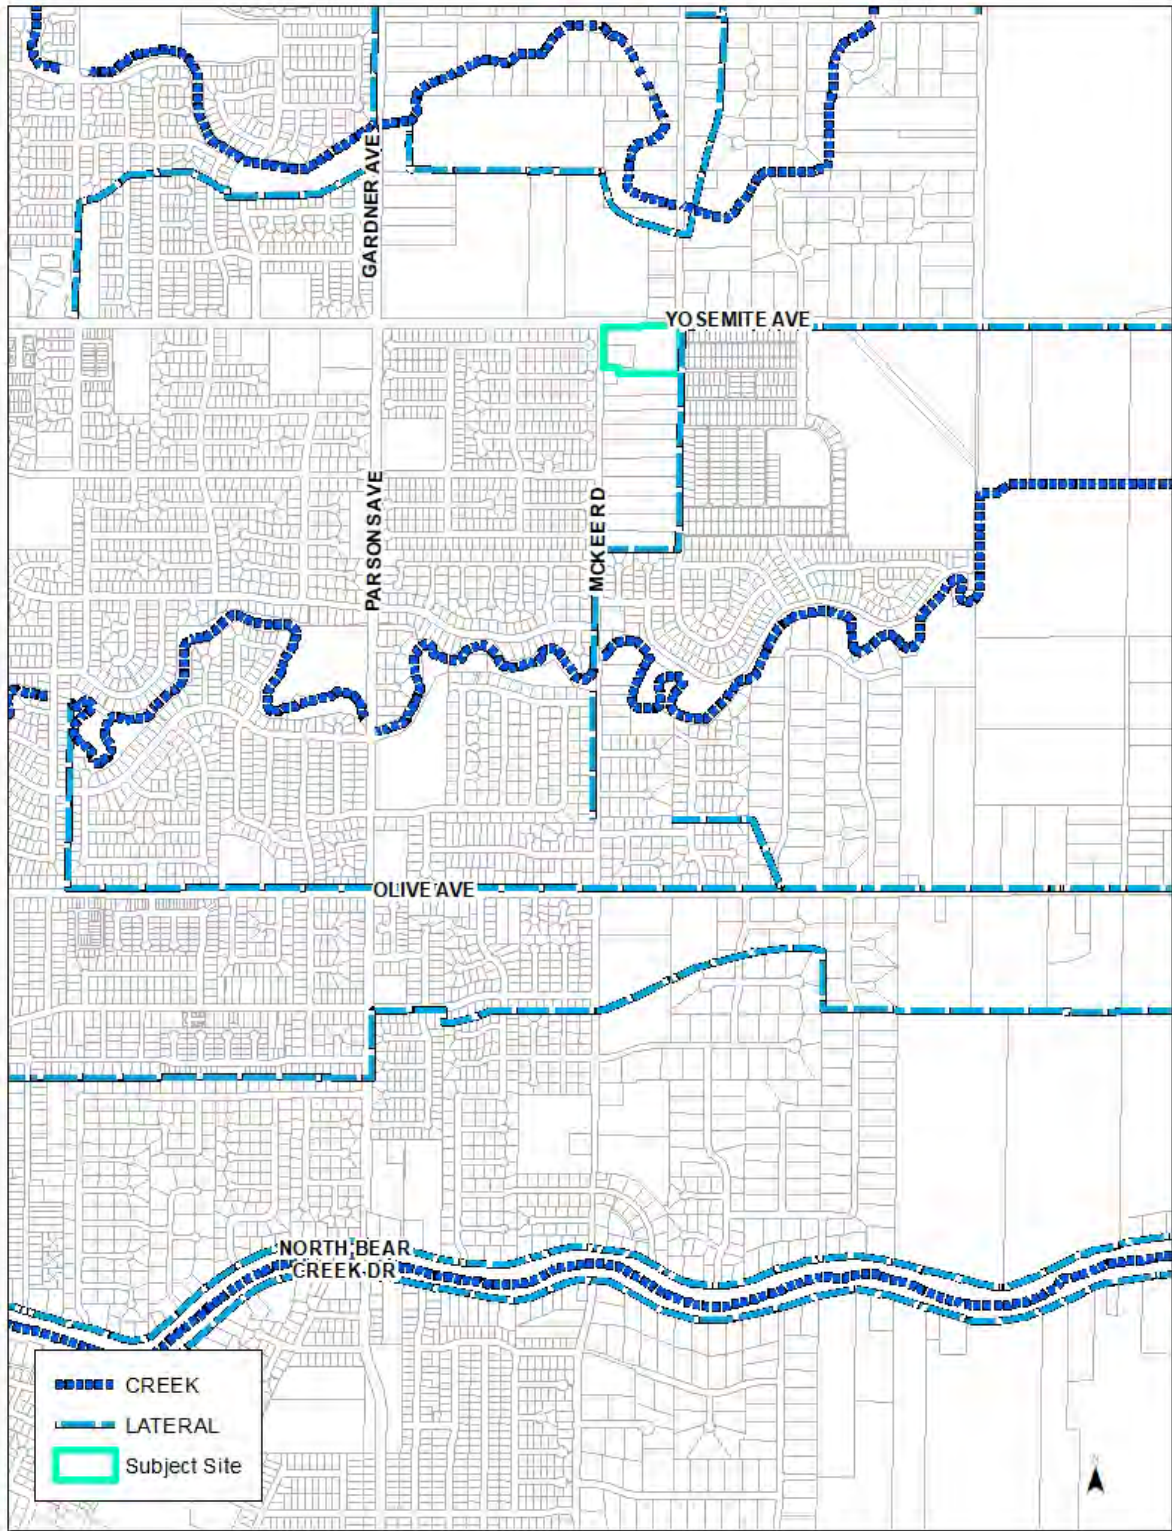 GARDNER AVE
YOSEMITE AVE
PARSONS AVE
MCKEE RD
OLIVE AVE
NORTH BEAR
CREEK DR
CREEK
LATERAL
Subject Site